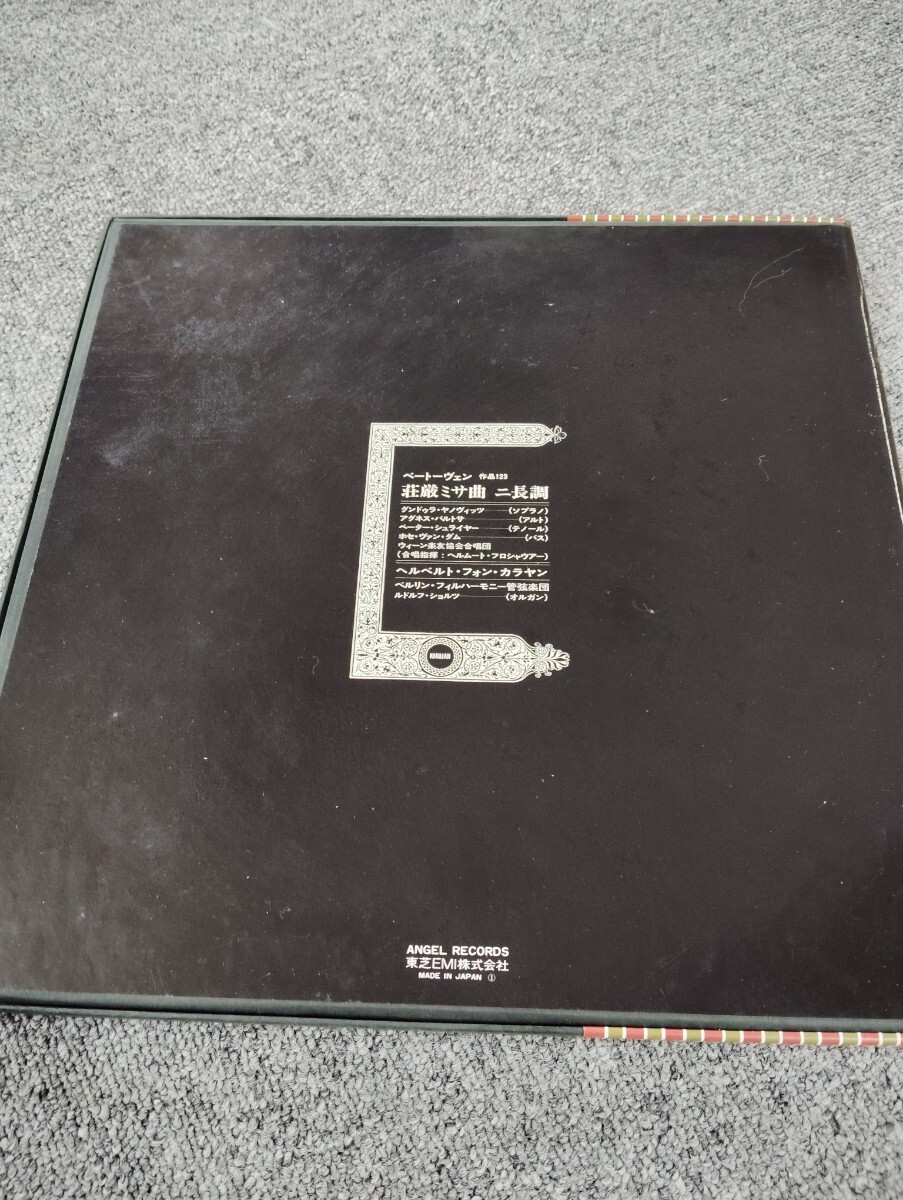 ベートーヴェン 作品123
荘厳ミサ曲 ニ長調
グンドゥラ・ヤノヴィッツ (ソプラノ)
アグネス・バルトサ (アルト)
ペーター・シュライヤー (テノール)
ホセ・ヴァン・ダム (バス)
ウィーン楽友協会合唱団
(合唱指揮：ヘルムート・フロシャウアー)
ヘルベルト・フォン・カラヤン
ベルリン・フィルハーモニー管弦楽団
ルドルフ・ショルツ (オルガン)
KARAJAN
ANGEL RECORDS
東芝EMI株式会社
MADE IN JAPAN Ⓘ